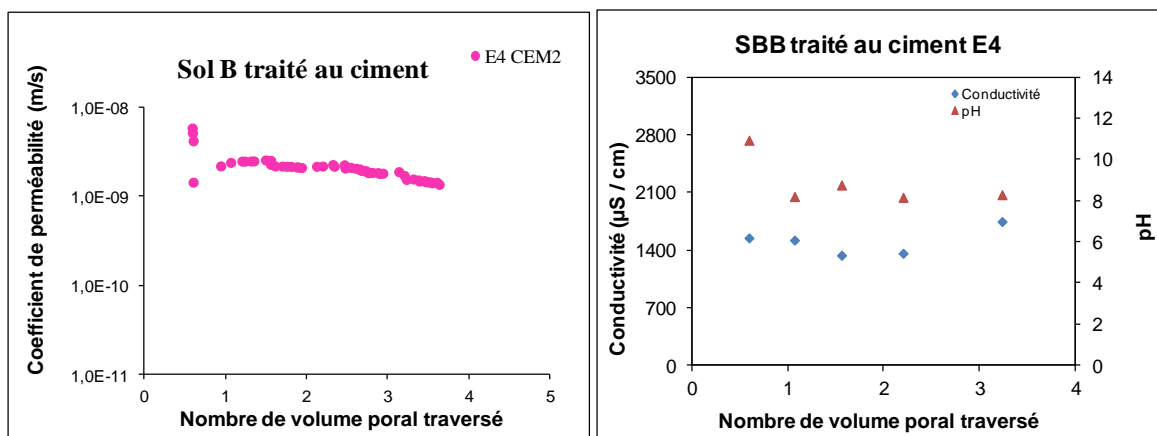 Sol B traité au ciment
E4 CEM2
Coefficient de perméabilité (m/s)
1,0E-08
1,0E-09
1,0E-10
1,0E-11
0 1 2 3 4 5
Nombre de volume poral traversé
SBB traité au ciment E4
Conductivité
pH
Conductivité (µS / cm)
3500
2800
2100
1400
700
0
14
12
10
8
6
4
2
0
pH
0 1 2 3 4
Nombre de volume poral traversé